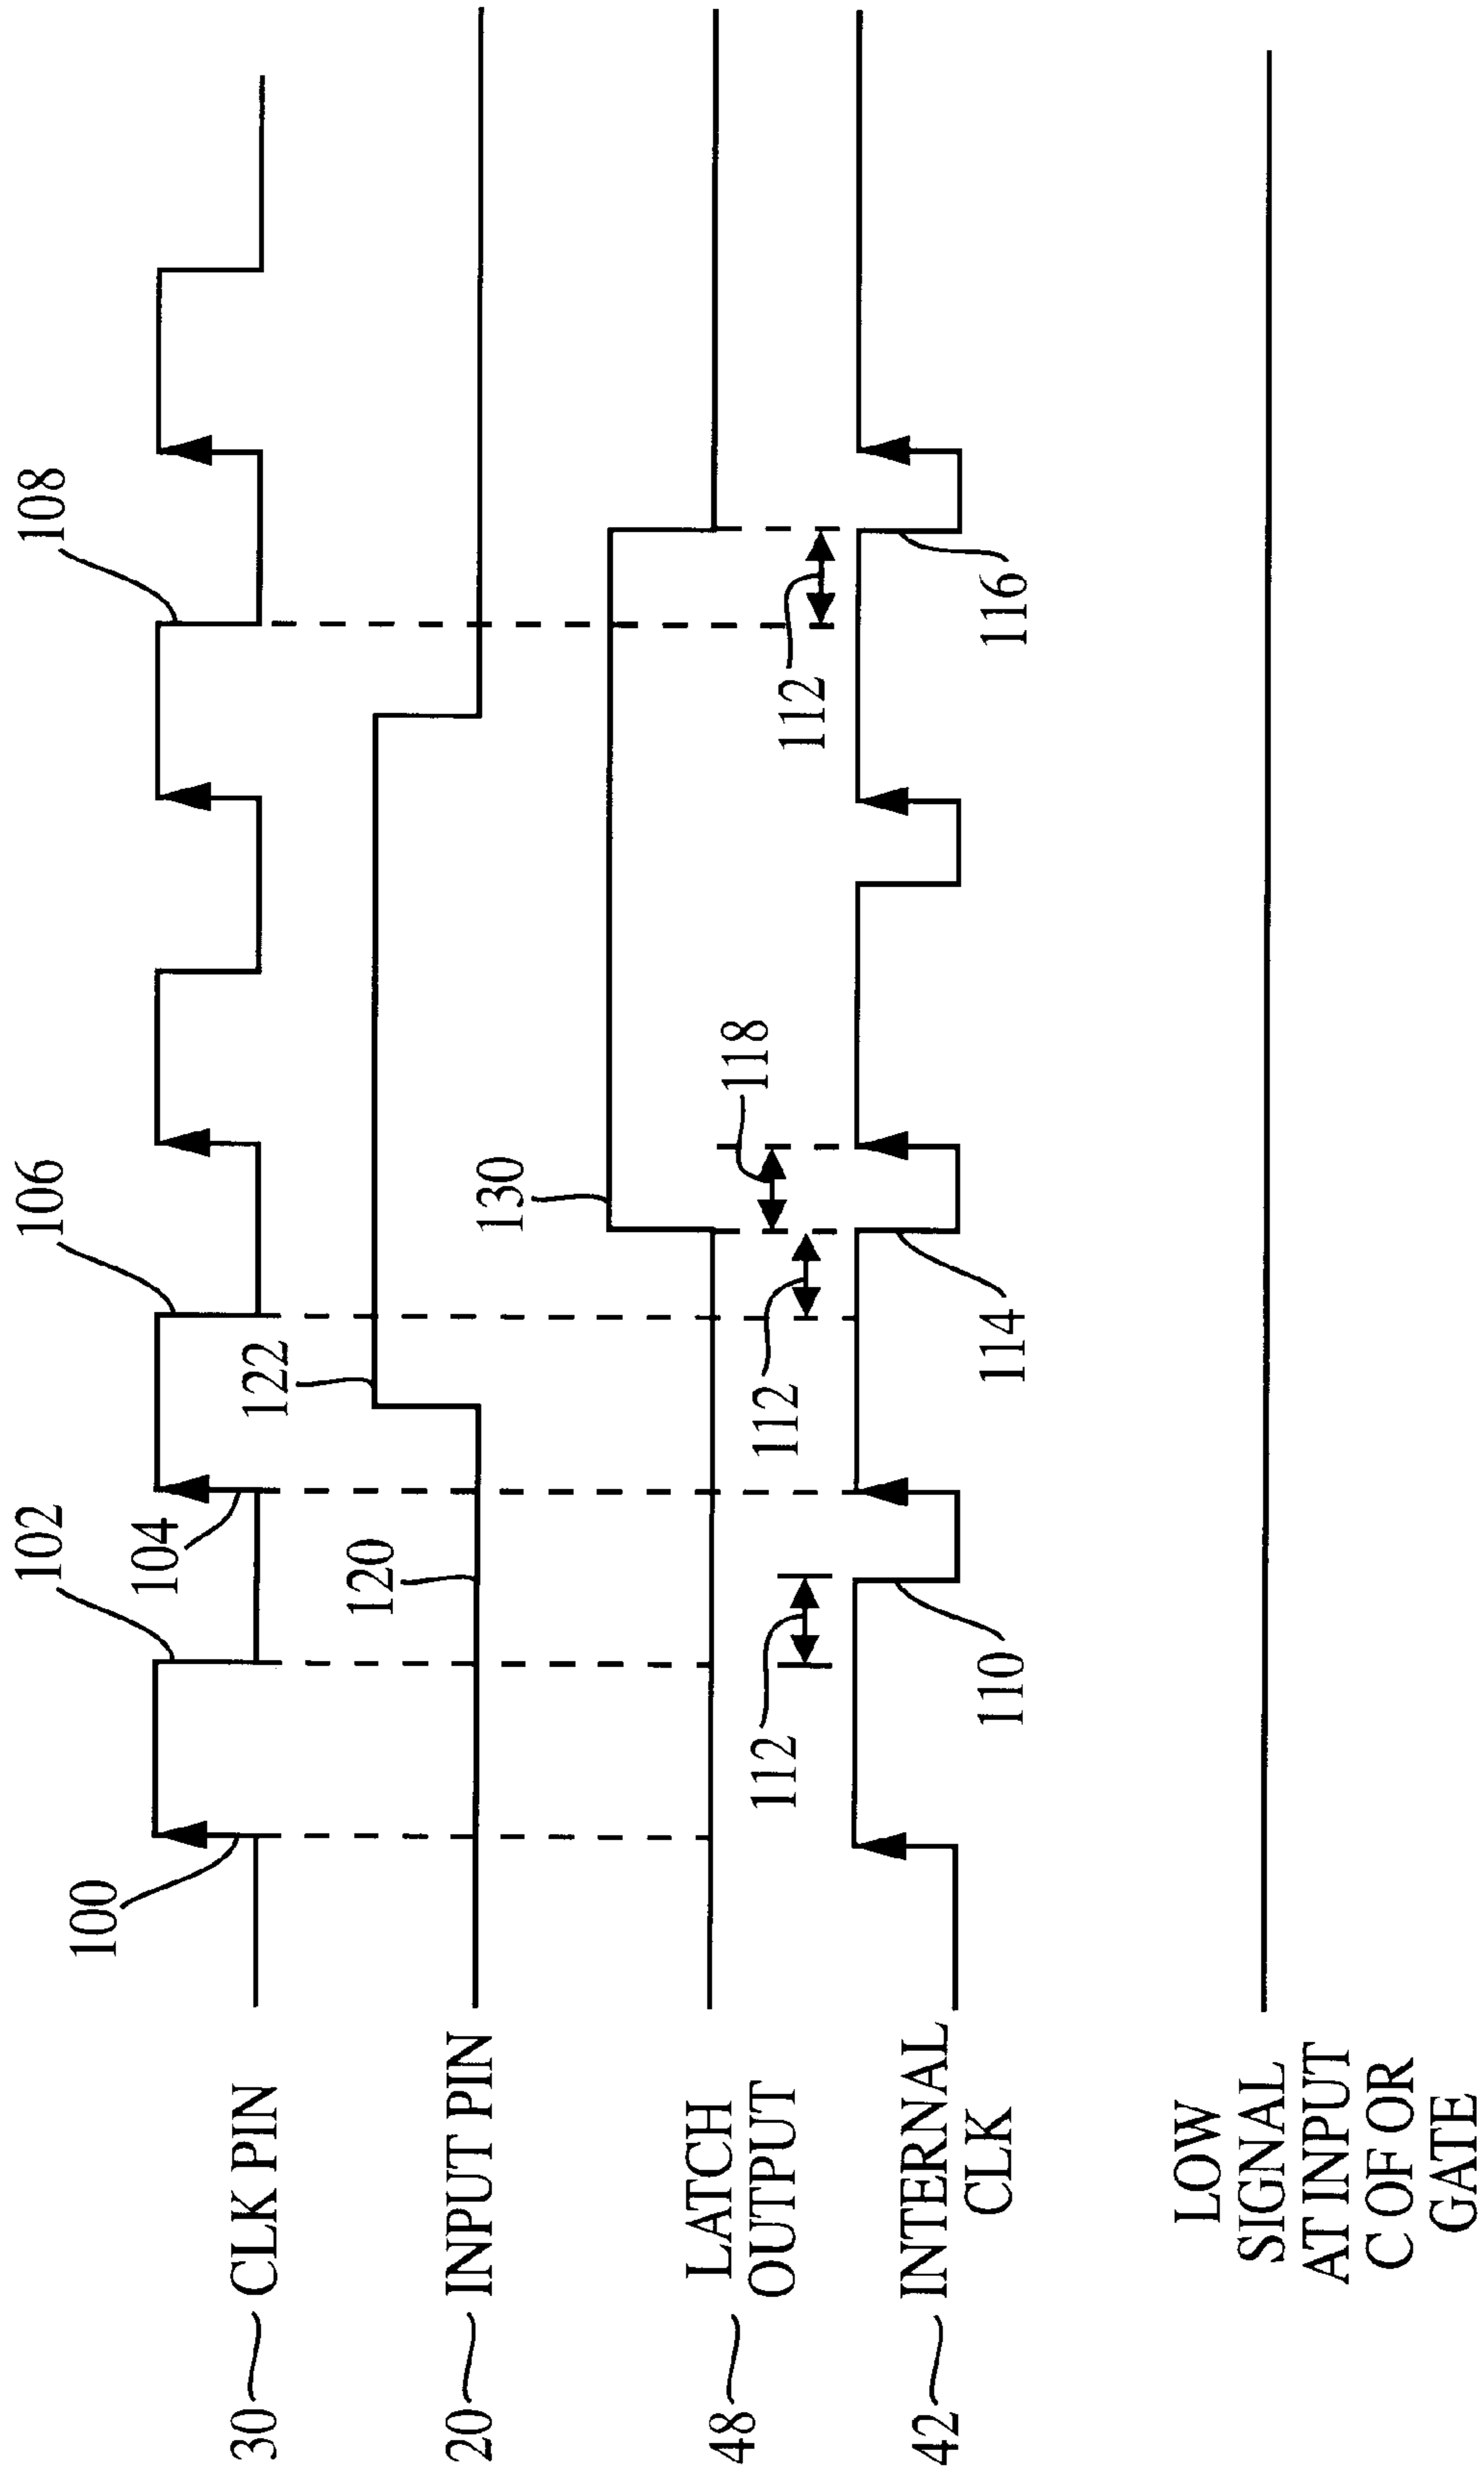 100
102
104
106
108
30 CLK PIN
122
120
20 INPUT PIN
130
48 LATCH
OUTPUT
118
112
112
112
42 INTERNAL
CLK
110
114
116
LOW
SIGNAL
AT INPUT
C OF OR
GATE